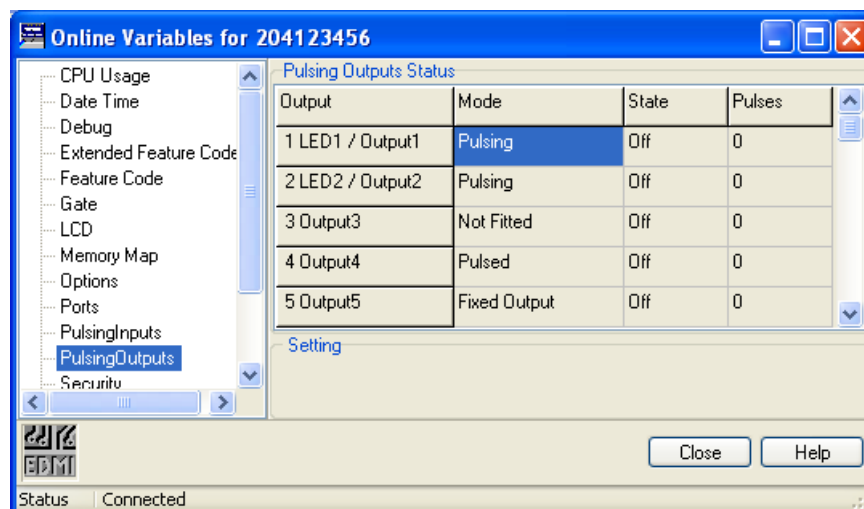 Online Variables for 204123456
CPU Usage
Date Time
Debug
Extended Feature Code
Feature Code
Gate
LCD
Memory Map
Options
Ports
PulsingInputs
PulsingOutputs
Security
Pulsing Outputs Status
Output Mode State Pulses
1 LED1 / Output1 Pulsing Off 0
2 LED2 / Output2 Pulsing Off 0
3 Output3 Not Fitted Off 0
4 Output4 Pulsed Off 0
5 Output5 Fixed Output Off 0
Setting
EDMI
Close Help
Status Connected